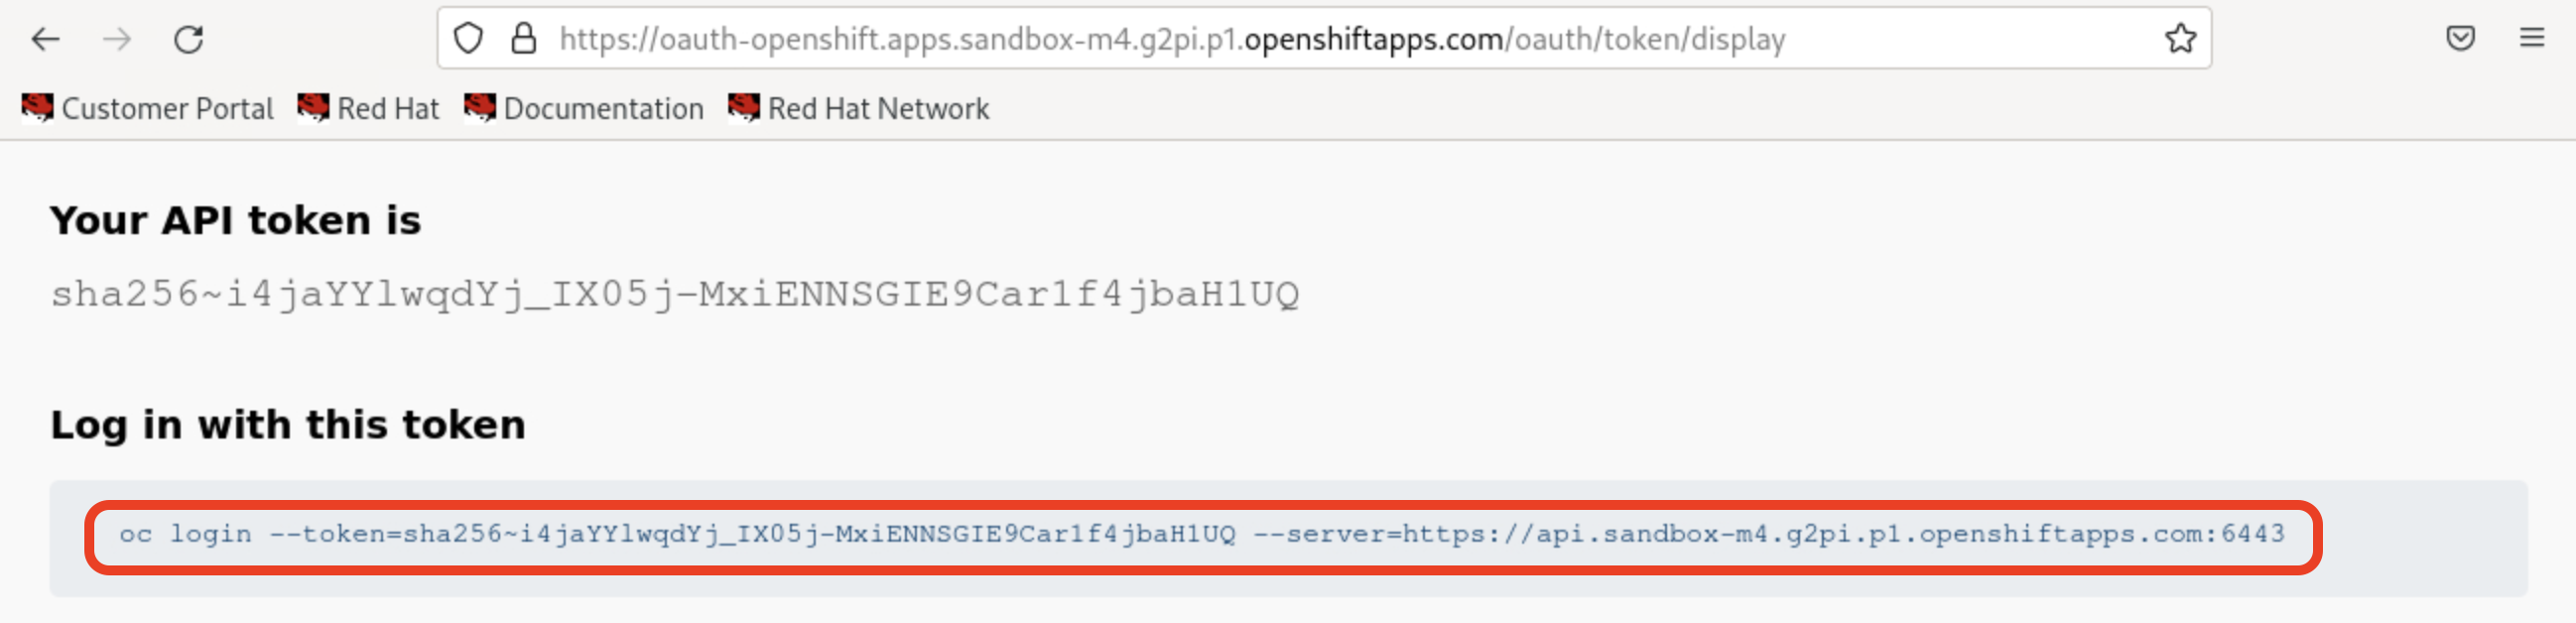 https://oauth-openshift.apps.sandbox-m4.g2pi.p1.openshiftapps.com/oauth/token/display
Customer Portal Red Hat Documentation Red Hat Network
Your API token is
sha256~i4jaYYlwqdYj_IX05j-MxiENNSGIE9Car1f4jbaH1UQ
Log in with this token
oc login --token=sha256~i4jaYYlwqdYj_IX05j-MxiENNSGIE9Car1f4jbaH1UQ --server=https://api.sandbox-m4.g2pi.p1.openshiftapps.com:6443